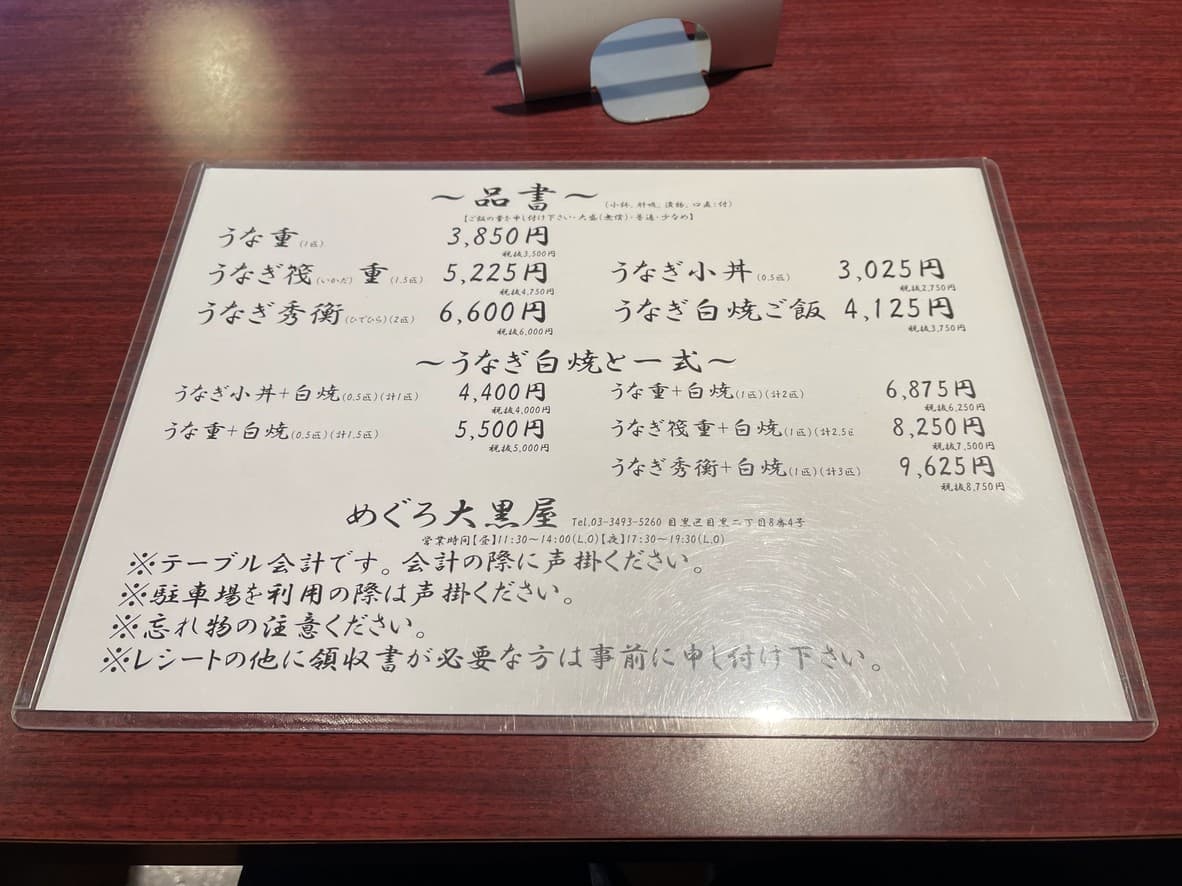 ～品書～ (小鉢、肝吸、漬物、口直し付)
【ご飯の量を申し付け下さい・大盛(無償)・普通・少なめ】
うな重(1匹) 3,850円
税抜3,500円
うなぎ筏(いかだ)重(1.5匹) 5,225円
税抜4,750円
うなぎ秀衡(ひでひら)(2匹) 6,600円
税抜6,000円
うなぎ小丼(0.5匹) 3,025円
税抜2,750円
うなぎ白焼ご飯 4,125円
税抜3,750円
～うなぎ白焼と一式～
うなぎ小丼+白焼(0.5匹)(計1匹) 4,400円
税抜4,000円
うな重+白焼(0.5匹)(計1.5匹) 5,500円
税抜5,000円
うな重+白焼(1匹)(計2匹) 6,875円
税抜6,250円
うなぎ筏重+白焼(1匹)(計2.5匹 8,250円
税抜7,500円
うなぎ秀衡+白焼(1匹)(計3匹) 9,625円
税抜8,750円
めぐろ大黒屋 Tel.03-3493-5260 目黒区目黒二丁目8番4号
営業時間【昼】11:30～14:00(L.O)【夜】17:30～19:30(L.O)
※テーブル会計です。会計の際に声掛ください。
※駐車場を利用の際は声掛ください。
※忘れ物の注意ください。
※レシートの他に領収書が必要な方は事前に申し付け下さい。